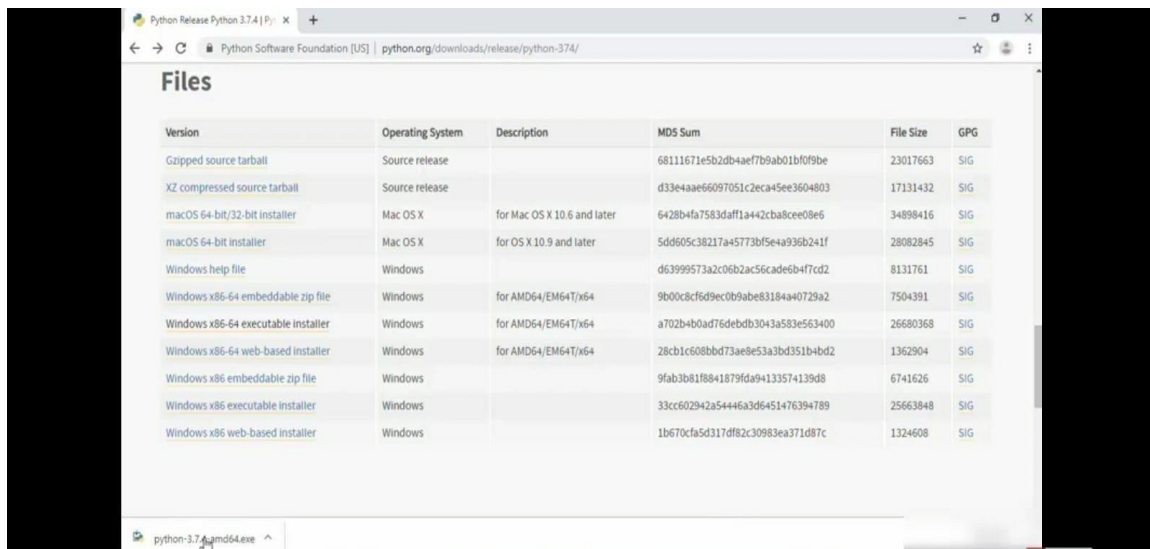 Python Release Python 3.7.4 | Py
Python Software Foundation [US] | python.org/downloads/release/python-374/
Files
Version Operating System Description MD5 Sum File Size GPG
Gzipped source tarball Source release 68111671e5b2db4aef7b9ab01bf0f9be 23017663 SIG
XZ compressed source tarball Source release d33e4aae66097051c2eca45ee3604803 17131432 SIG
macOS 64-bit/32-bit installer Mac OS X for Mac OS X 10.6 and later 6428b4fa7583daff1a442cba8cee08e6 34898416 SIG
macOS 64-bit installer Mac OS X for OS X 10.9 and later 5dd605c38217a45773bf5e4a936b241f 28082845 SIG
Windows help file Windows d63999573a2c06b2ac56cade6b4f7cd2 8131761 SIG
Windows x86-64 embeddable zip file Windows for AMD64/EM64T/x64 9b00c8cf6d9ec0b9abe83184a40729a2 7504391 SIG
Windows x86-64 executable installer Windows for AMD64/EM64T/x64 a702b4b0ad76debdb3043a583e563400 26680368 SIG
Windows x86-64 web-based installer Windows for AMD64/EM64T/x64 28cb1c608bbd73ae8e53a3bd351b4bd2 1362904 SIG
Windows x86 embeddable zip file Windows 9fab3b81f8841879fda94133574139d8 6741626 SIG
Windows x86 executable installer Windows 33cc602942a54446a3d6451476394789 25663848 SIG
Windows x86 web-based installer Windows 1b670cfa5d317df82c30983ea371d87c 1324608 SIG
python-3.7.4-amd64.exe